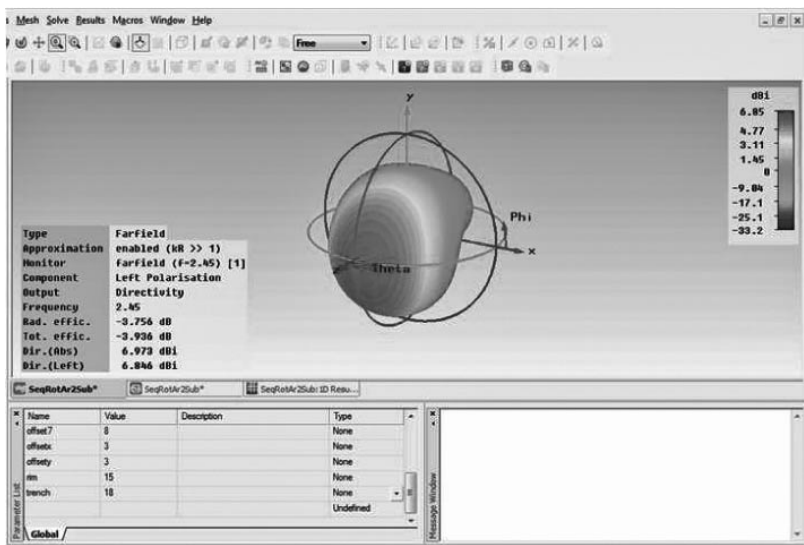 Mesh Solve Results Macros Window Help
Free
y
Phi
x
Theta
dBi
6.85
4.77
3.11
1.45
0
-9.04
-17.1
-25.1
-33.2
Type Farfield
Approximation enabled (kR >> 1)
Monitor Farfield (f=2.45) [1]
Component Left Polarisation
Output Directivity
Frequency 2.45
Rad. effic. -3.756 dB
Tot. effic. -3.936 dB
Dir.(Abs) 6.973 dBi
Dir.(Left) 6.846 dBi
SeqRotAr2Sub* SeqRotAr2Sub* SeqRotAr2Sub: 1D Resu...
Name Value Description Type
offset7 8 None
offsetx 3 None
offsety 3 None
rim 15 None
trench 18 None
Undefined
Global
Parameter List
Message Window